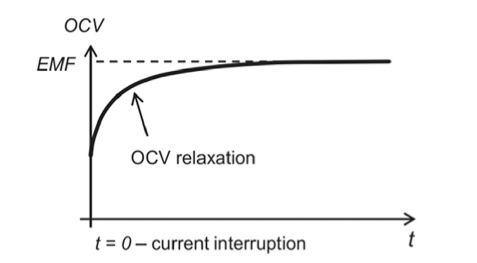 OCV
EMF
OCV relaxation
t = 0 – current interruption
t